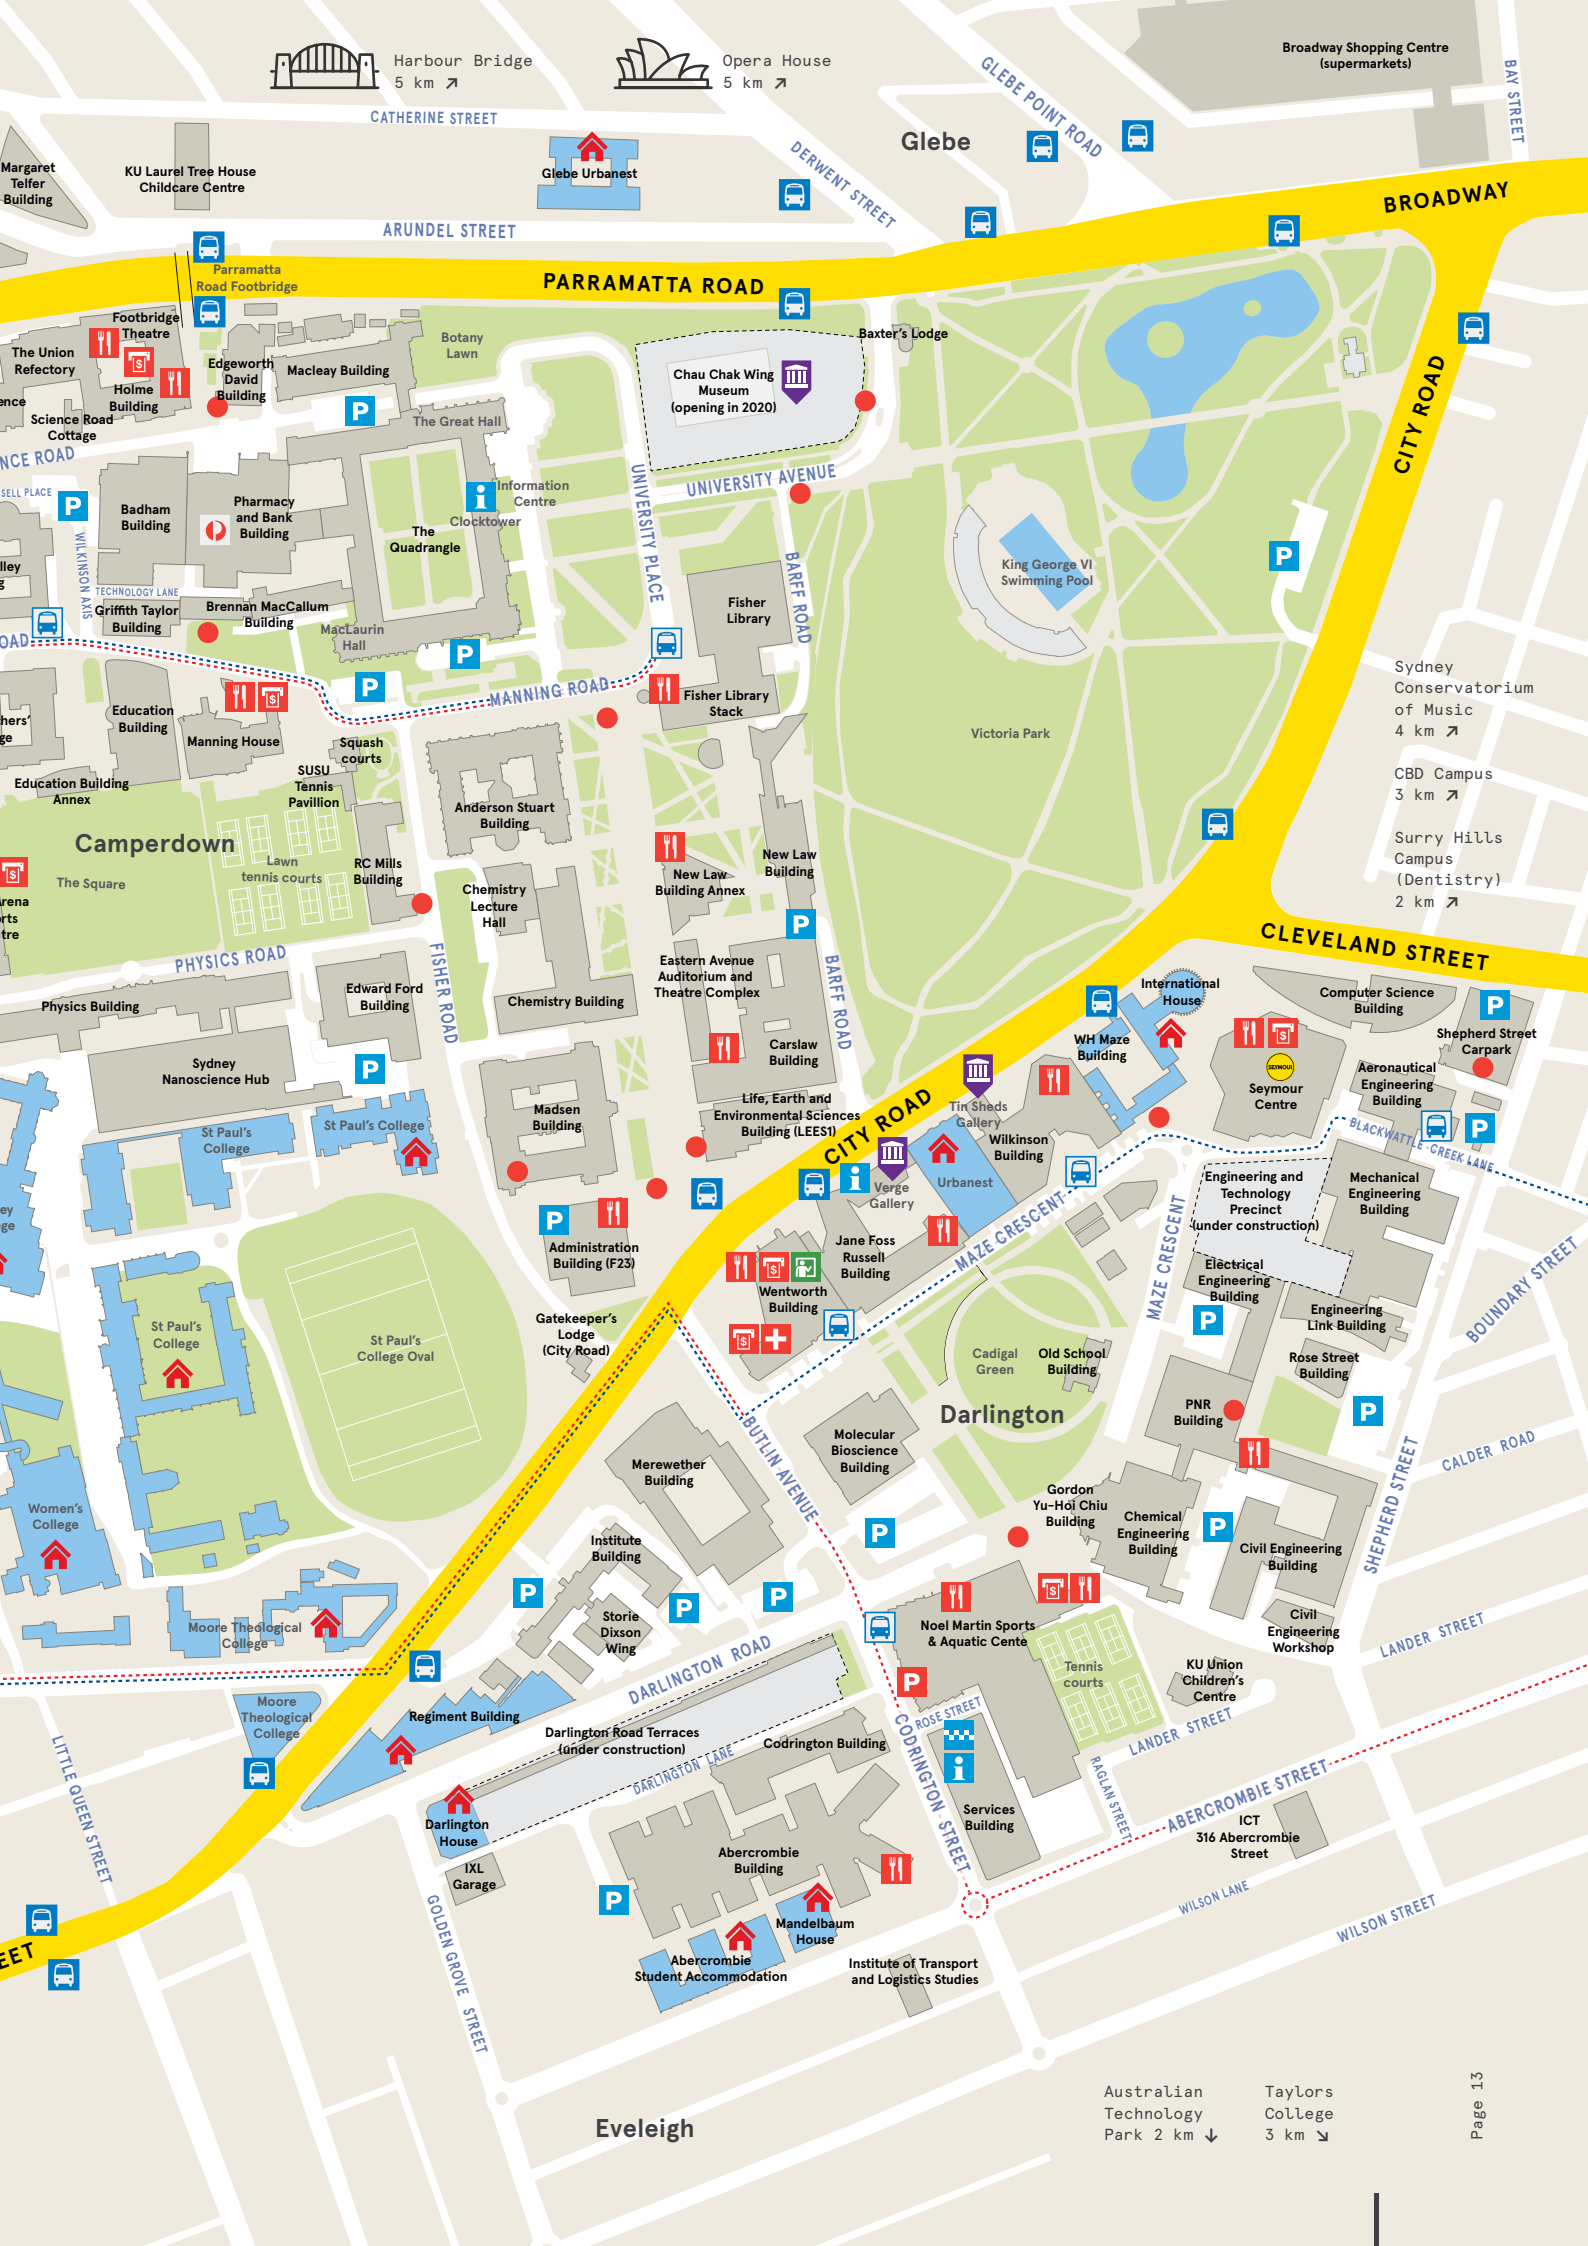 Harbour Bridge
5 km ↗
Opera House
5 km ↗
Broadway Shopping Centre
(supermarkets)
BAY STREET
GLEBE POINT ROAD
CATHERINE STREET
Glebe
DERWENT STREET
Margaret
Telfer
Building
KU Laurel Tree House
Childcare Centre
Glebe Urbanest
BROADWAY
ARUNDEL STREET
Parramatta
Road Footbridge
PARRAMATTA ROAD
Footbridge
Theatre
The Union
Refectory
Holme
Building
Science Road
Cottage
Edgeworth
David
Building
Macleay Building
Botany
Lawn
Chau Chak Wing
Museum
(opening in 2020)
Baxter's Lodge
CITY ROAD
The Great Hall
ence
NCE ROAD
SELL PLACE
P
P
Badham
Building
Pharmacy
and Bank
Building
Information
Centre
Clocktower
The
Quadrangle
UNIVERSITY PLACE
UNIVERSITY AVENUE
BARFF ROAD
King George VI
Swimming Pool
P
lley
g
WILKINSON AXIS
TECHNOLOGY LANE
Griffith Taylor
Building
Brennan MacCallum
Building
MacLaurin
Hall
Fisher
Library
OAD
P
P
MANNING ROAD
Fisher Library
Stack
Sydney
Conservatorium
of Music
4 km ↗
CBD Campus
3 km ↗
Surry Hills
Campus
(Dentistry)
2 km ↗
hers'
ge
Education
Building
Manning House
Squash
courts
Victoria Park
Education Building
Annex
SUSU
Tennis
Pavillion
Anderson Stuart
Building
Camperdown
The Square
Lawn
tennis courts
RC Mills
Building
Chemistry
Lecture
Hall
New Law
Building Annex
New Law
Building
P
rena
rts
tre
PHYSICS ROAD
FISHER ROAD
CLEVELAND STREET
Physics Building
Edward Ford
Building
Chemistry Building
Eastern Avenue
Auditorium and
Theatre Complex
BARFF ROAD
International
House
Computer Science
Building
P
Shepherd Street
Carpark
Sydney
Nanoscience Hub
P
Carslaw
Building
WH Maze
Building
SEYMOUR
Seymour
Centre
Aeronautical
Engineering
Building
St Paul's
College
St Paul's College
Madsen
Building
Life, Earth and
Environmental Sciences
Building (LEES1)
CITY ROAD
Tin Sheds
Gallery
Wilkinson
Building
BLACKWATTLE CREEK LANE
P
ey
ge
P
Administration
Building (F23)
Verge
Gallery
Urbanest
Engineering and
Technology
Precinct
(under construction)
Mechanical
Engineering
Building
Jane Foss
Russell
Building
MAZE CRESCENT
MAZE CRESCENT
Electrical
Engineering
Building
BOUNDARY STREET
Wentworth
Building
P
Engineering
Link Building
St Paul's
College
St Paul's
College Oval
Gatekeeper's
Lodge
(City Road)
Cadigal
Green
Old School
Building
Rose Street
Building
Darlington
PNR
Building
P
Molecular
Bioscience
Building
BUTLIN AVENUE
Merewether
Building
CALDER ROAD
SHEPHERD STREET
Women's
College
Gordon
Yu-Hoi Chiu
Building
Chemical
Engineering
Building
P
Civil Engineering
Building
Institute
Building
P
P
P
P
Storie
Dixson
Wing
Moore Theological
College
Noel Martin Sports
& Aquatic Cente
Civil
Engineering
Workshop
LANDER STREET
DARLINGTON ROAD
P
Tennis
courts
KU Union
Children's
Centre
Moore
Theological
College
Regiment Building
Darlington Road Terraces
(under construction)
Codrington Building
ROSE STREET
LANDER STREET
DARLINGTON LANE
CODRINGTON STREET
RAGLAN STREET
LITTLE QUEEN STREET
ABERCROMBIE STREET
Darlington
House
Services
Building
ICT
316 Abercrombie
Street
IXL
Garage
Abercrombie
Building
P
WILSON LANE
WILSON STREET
GOLDEN GROVE STREET
Mandelbaum
House
Abercrombie
Student Accommodation
Institute of Transport
and Logistics Studies
EET
Australian
Technology
Park 2 km ↓
Taylors
College
3 km ↘
Page 13
Eveleigh